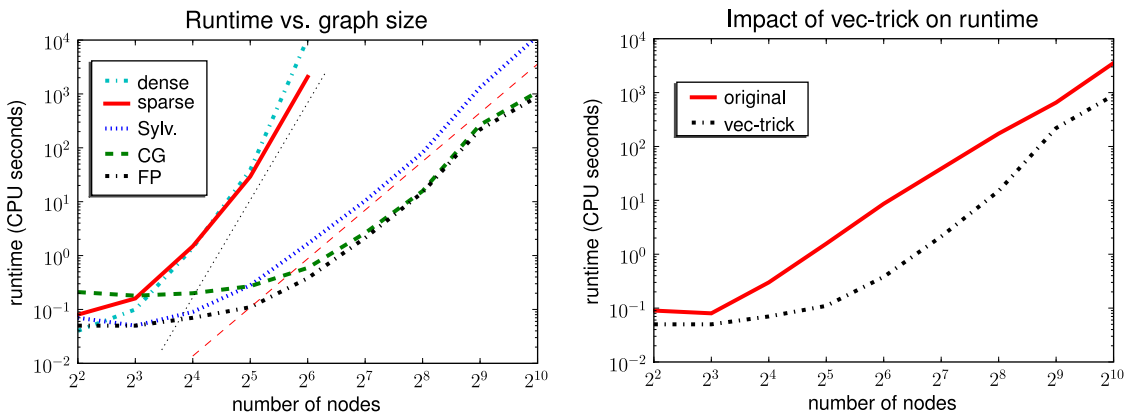 Runtime vs. graph size
runtime (CPU seconds)
10^4
10^3
10^2
10^1
10^0
10^-1
10^-2
dense
sparse
Sylv.
CG
FP
2^2 2^3 2^4 2^5 2^6 2^7 2^8 2^9 2^10
number of nodes
Impact of vec-trick on runtime
runtime (CPU seconds)
10^4
10^3
10^2
10^1
10^0
10^-1
10^-2
original
vec-trick
2^2 2^3 2^4 2^5 2^6 2^7 2^8 2^9 2^10
number of nodes